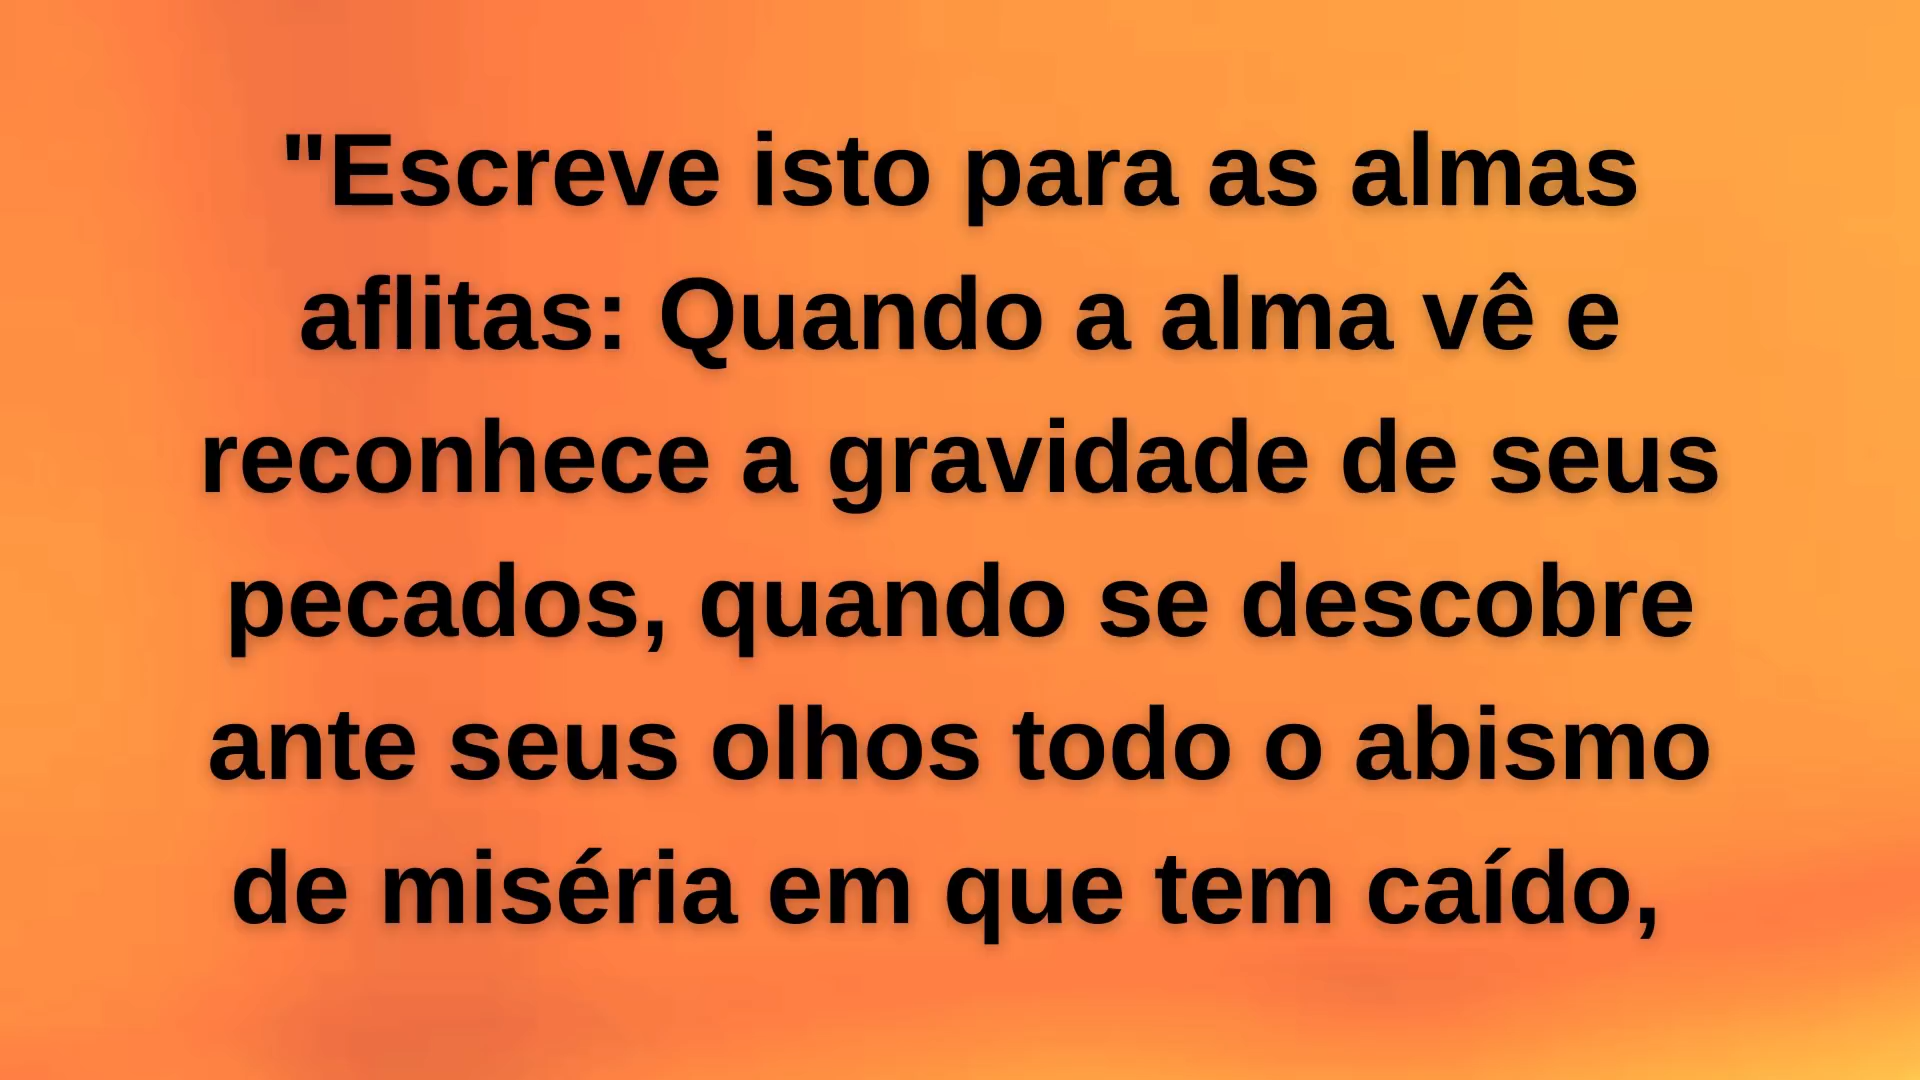 "Escreve isto para as almas
aflitas: Quando a alma vê e
reconhece a gravidade de seus
pecados, quando se descobre
ante seus olhos todo o abismo
de miséria em que tem caído,